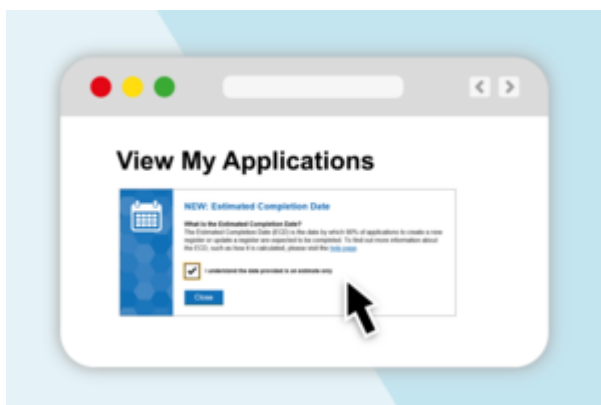 View My Applications
NEW: Estimated Completion Date
What is the Estimated Completion Date?
The Estimated Completion Date (ECD) is the date by which 90% of applications to create a new
register or update a register are expected to be completed. To find out more information about
the ECD, such as how it is calculated, please visit the help page.
I understand the date provided is an estimate only
Close